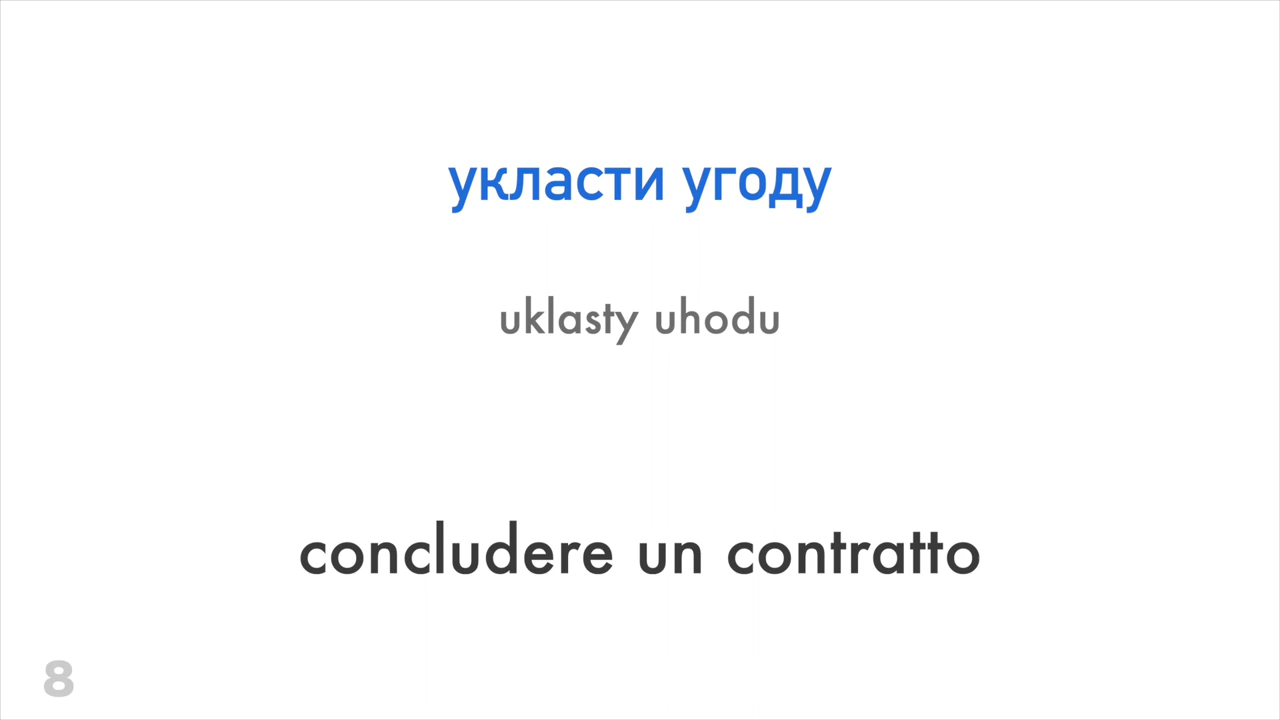 укласти угоду
uklasty uhodu
concludere un contratto
8